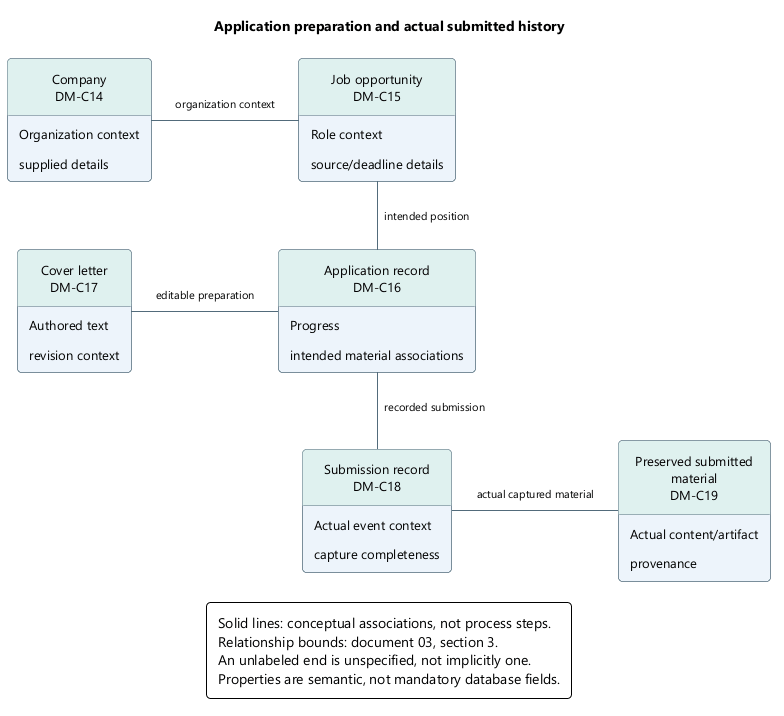 Application preparation and actual submitted history
Company
DM-C14
Organization context
supplied details
organization context
Job opportunity
DM-C15
Role context
source/deadline details
intended position
Cover letter
DM-C17
Authored text
revision context
editable preparation
Application record
DM-C16
Progress
intended material associations
recorded submission
Submission record
DM-C18
Actual event context
capture completeness
actual captured material
Preserved submitted
material
DM-C19
Actual content/artifact
provenance
Solid lines: conceptual associations, not process steps.
Relationship bounds: document 03, section 3.
An unlabeled end is unspecified, not implicitly one.
Properties are semantic, not mandatory database fields.